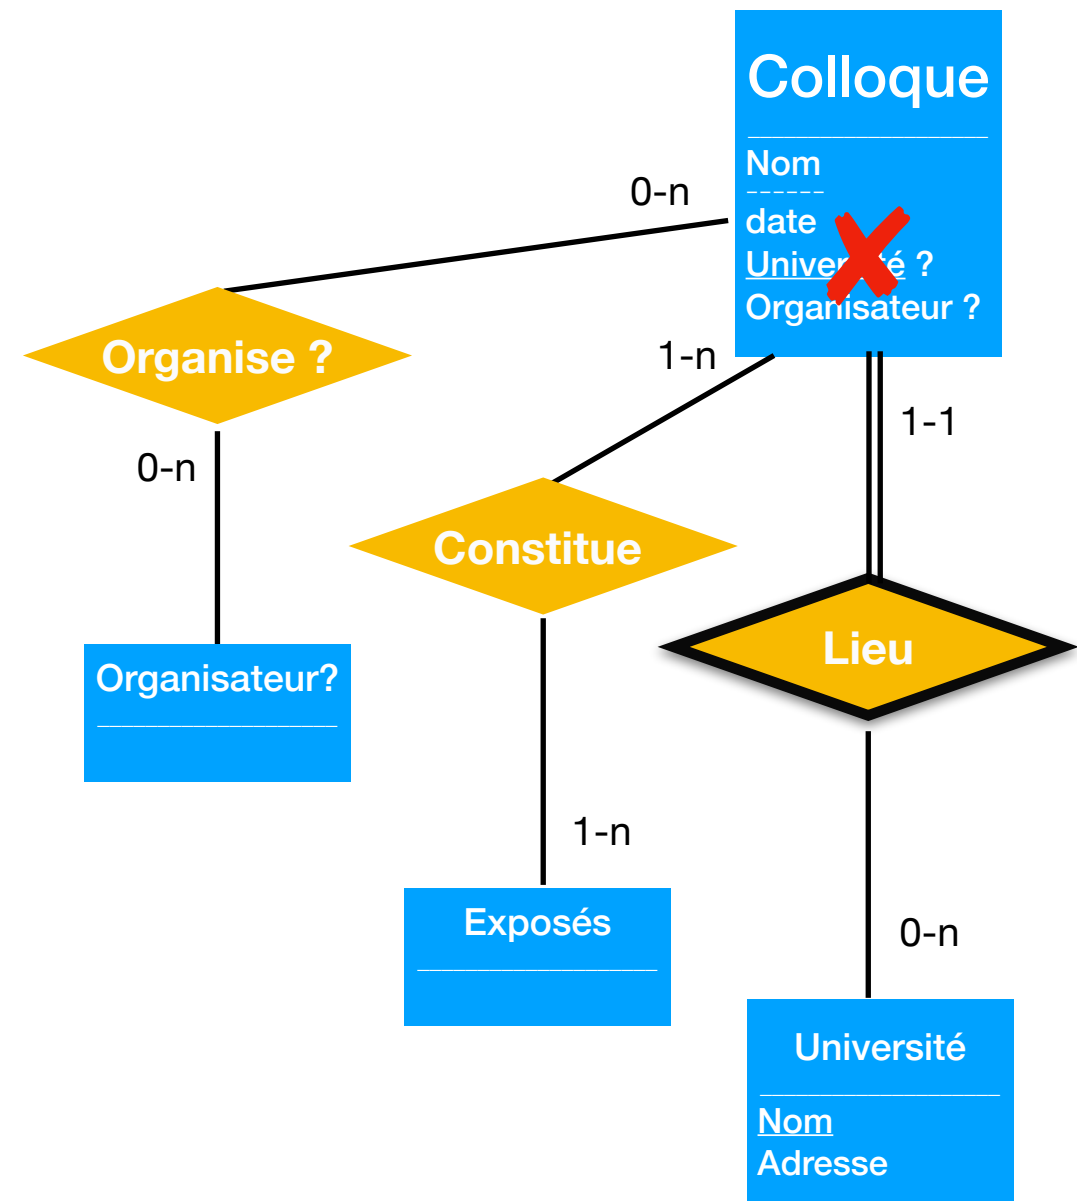 Colloque
Nom
date
Université ?
Organisateur ?
0-n
Organise ?
0-n
1-n
1-1
Constitue
Lieu
Organisateur?
1-n
Exposés
0-n
Université
Nom
Adresse